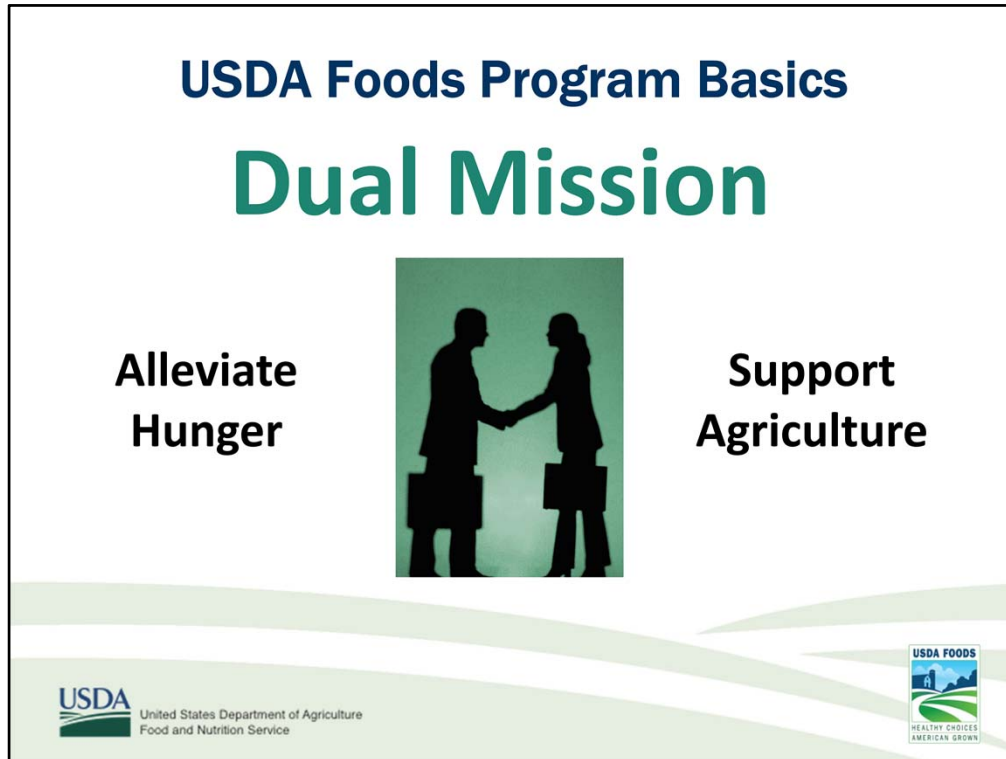 USDA Foods Program Basics
Dual Mission
Alleviate
Hunger
Support
Agriculture
USDA
United States Department of Agriculture
Food and Nutrition Service
USDA FOODS
HEALTHY CHOICES
AMERICAN GROWN